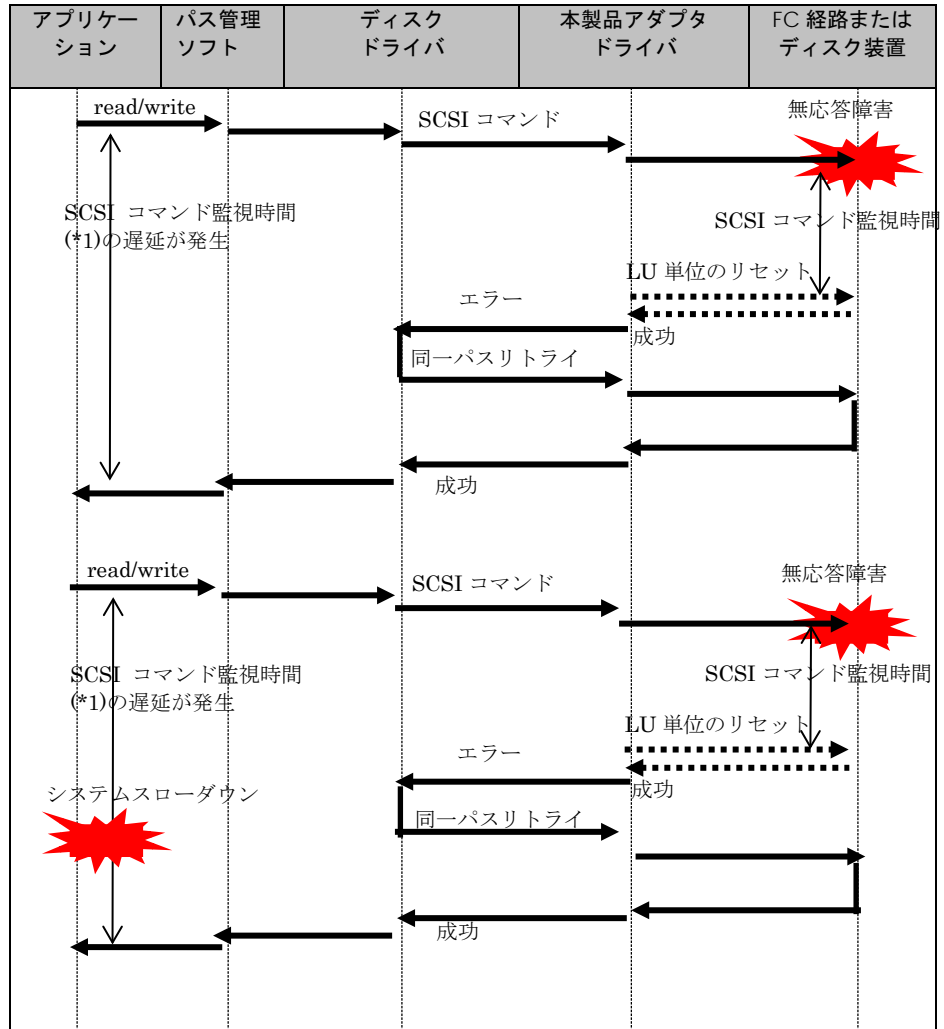 アプリケー
ション
パス管理
ソフト
ディスク
ドライバ
本製品アダプタ
ドライバ
FC 経路または
ディスク装置
read/write
SCSI コマンド
無応答障害
SCSI コマンド監視時間
(*1)の遅延が発生
SCSI コマンド監視時間
LU 単位のリセット
エラー
成功
同一パスリトライ
成功
read/write
SCSI コマンド
無応答障害
SCSI コマンド監視時間
(*1)の遅延が発生
SCSI コマンド監視時間
LU 単位のリセット
エラー
成功
システムスローダウン
同一パスリトライ
成功